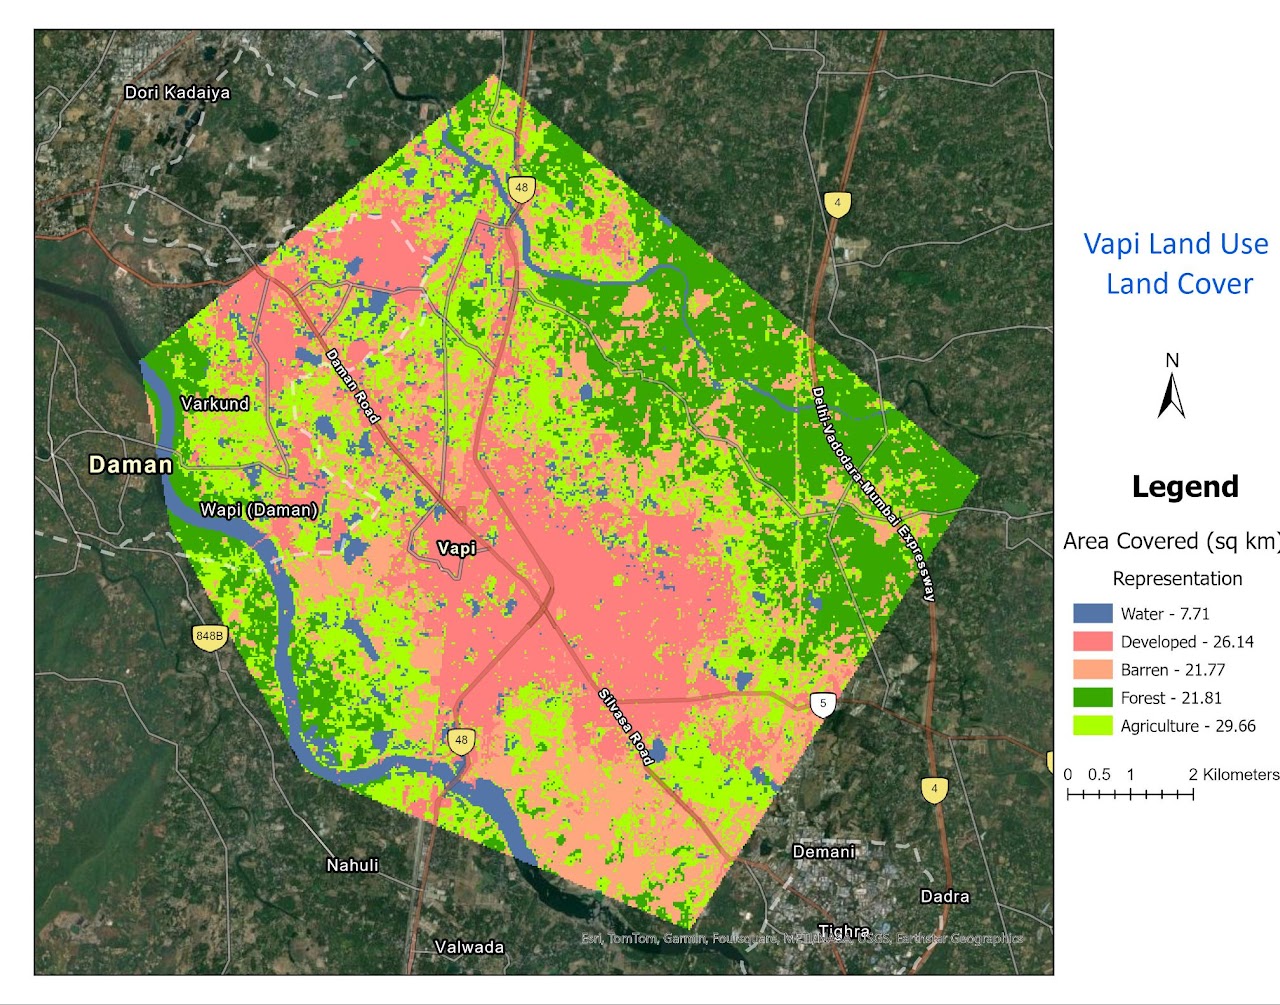 Dori Kadaiya
48
4
Vapi Land Use
Land Cover
N
Daman Road
Varkund
Delhi-Vadodara-Mumbai Expressway
Daman
Wapi (Daman)
Vapi
Legend
Area Covered (sq km)
Representation
Water - 7.71
Developed - 26.14
Barren - 21.77
Forest - 21.81
Agriculture - 29.66
848B
Silvasa Road
5
48
0 0.5 1 2 Kilometers
4
Demani
Nahuli
Dadra
Tighra
Valwada
Esri, TomTom, Garmin, Foursquare, METI/NASA, USGS, Earthstar Geographics